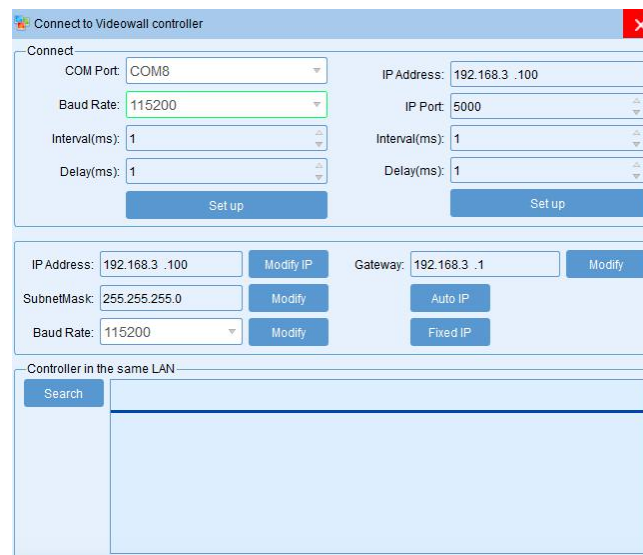 Connect to Videowall controller
Connect
COM Port: COM8 IP Address: 192.168.3 .100
Baud Rate: 115200 IP Port: 5000
Interval(ms): 1 Interval(ms): 1
Delay(ms): 1 Delay(ms): 1
Set up Set up
IP Address: 192.168.3 .100 Modify IP Gateway: 192.168.3 .1 Modify
SubnetMask: 255.255.255.0 Modify Auto IP
Baud Rate: 115200 Modify Fixed IP
Controller in the same LAN
Search